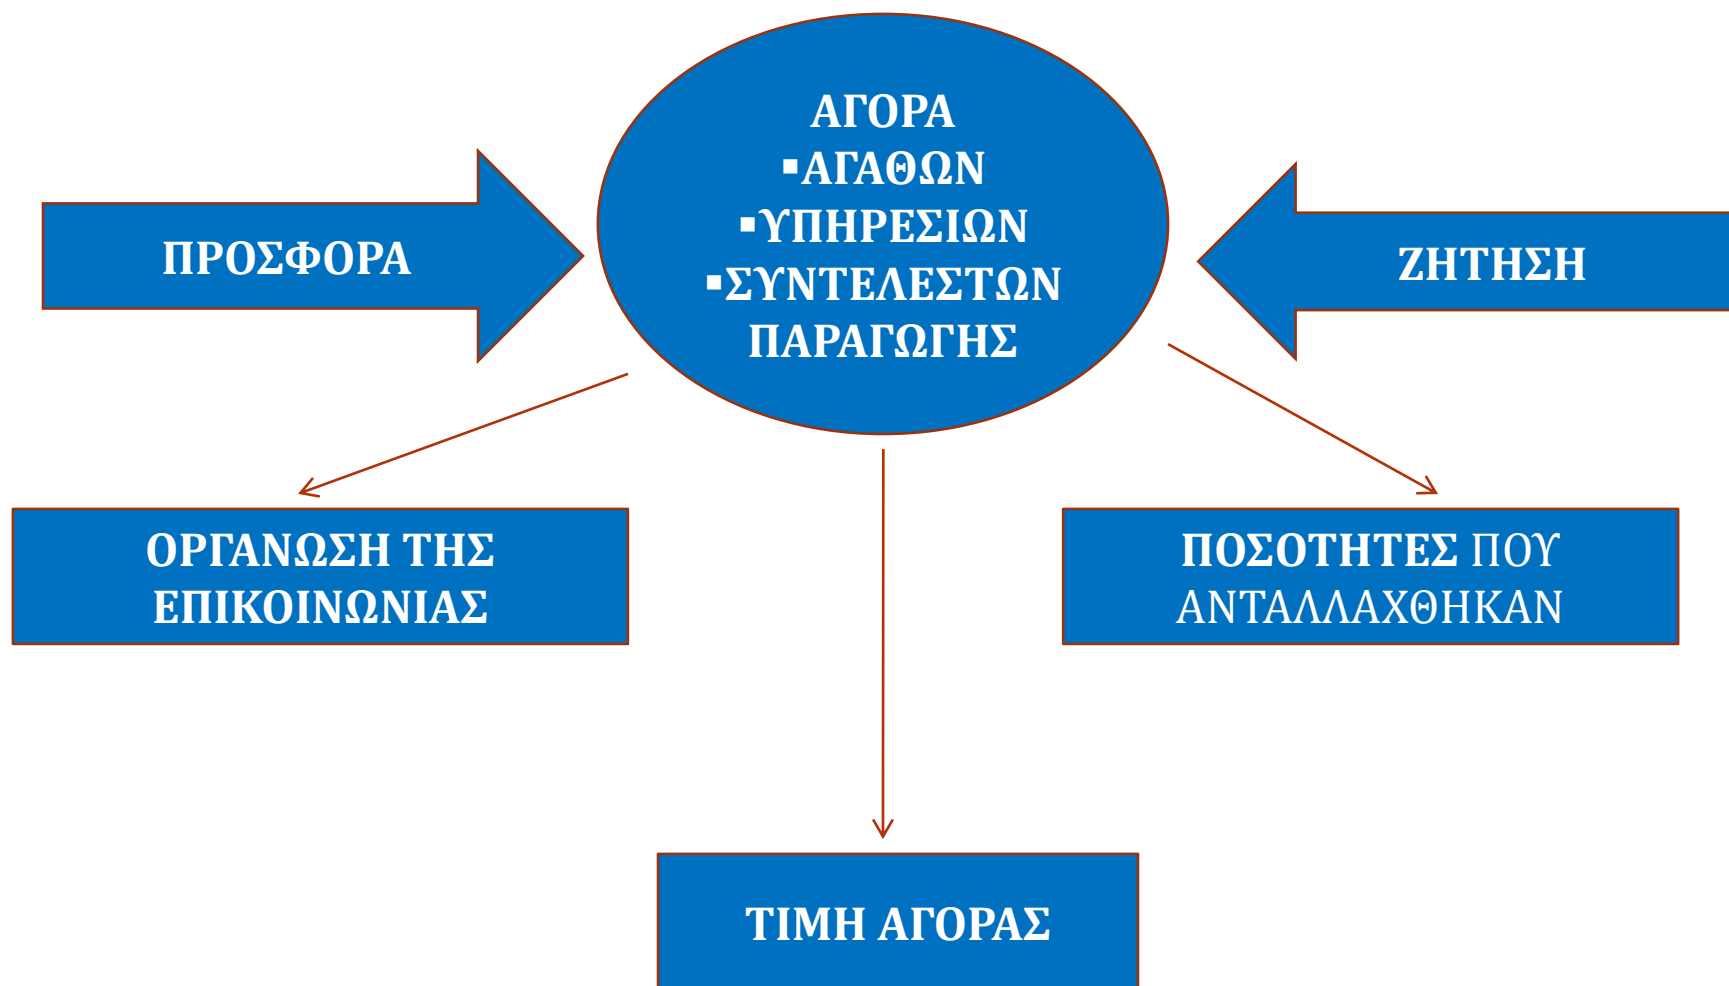 ΑΓΟΡΑ
▪ΑΓΑΘΩΝ
▪ΥΠΗΡΕΣΙΩΝ
▪ΣΥΝΤΕΛΕΣΤΩΝ
ΠΑΡΑΓΩΓΗΣ
ΠΡΟΣΦΟΡΑ
ΖΗΤΗΣΗ
ΟΡΓΑΝΩΣΗ ΤΗΣ
ΕΠΙΚΟΙΝΩΝΙΑΣ
ΠΟΣΟΤΗΤΕΣ ΠΟΥ
ΑΝΤΑΛΛΑΧΘΗΚΑΝ
ΤΙΜΗ ΑΓΟΡΑΣ